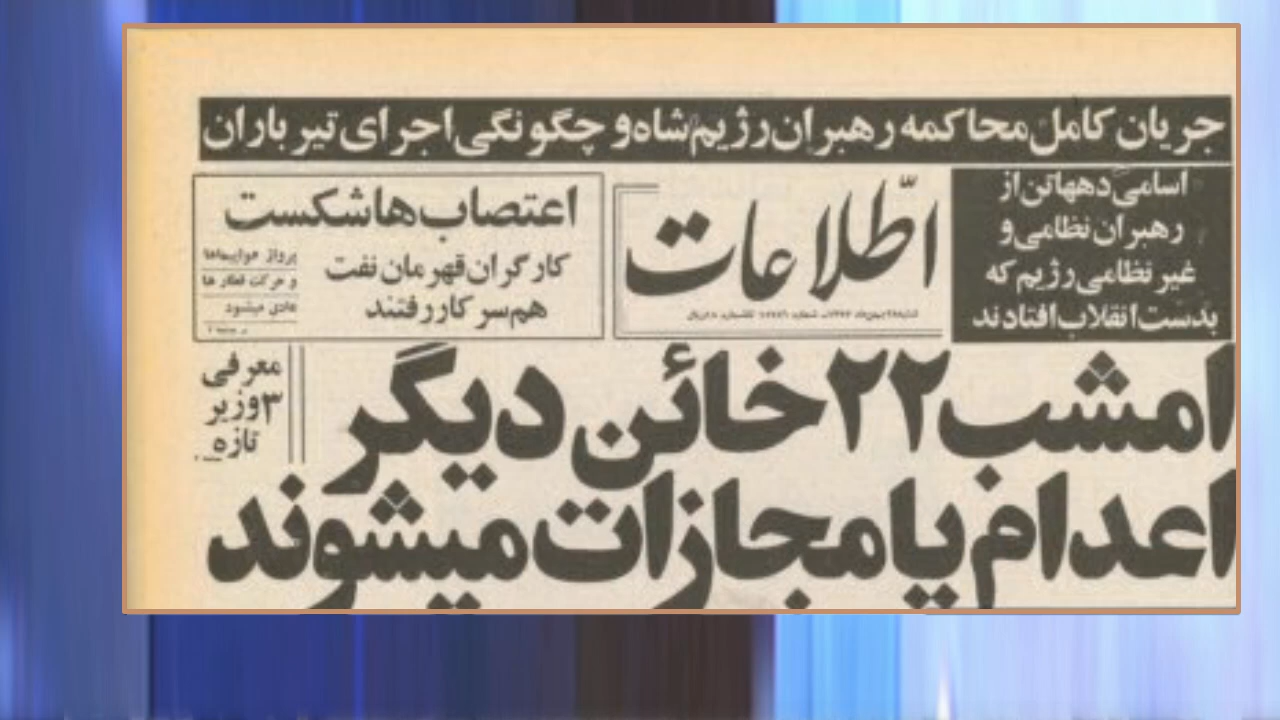 جریان کامل محاکمه رهبران رژیم شاه و چگونگی اجرای تیرباران
اسامی دهها تن از
رهبران نظامی و
غیر نظامی رژیم که
بدست انقلاب افتادند
اطلاعات
اعتصاب ها شکست
کارگران قهرمان نفت
هم سر کار رفتند
پرواز هواپیماها
و حرکت قطار ها
عادی میشود
امشب ۲۲ خائن دیگر
اعدام یا مجازات میشوند
معرفی
۳ وزیر
تازه